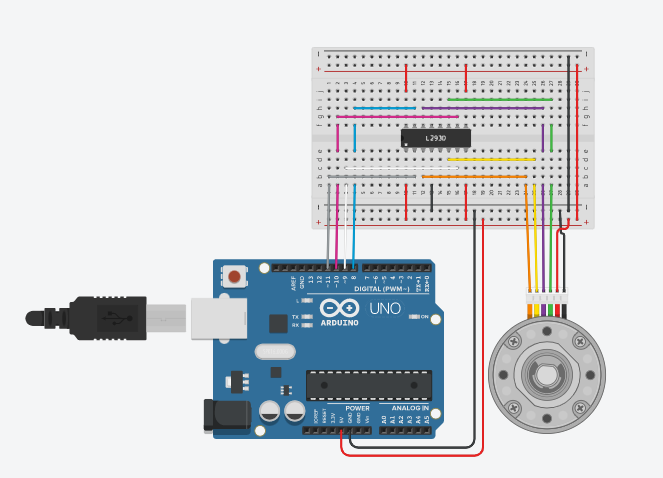 L293D
AREF
GND
13
12
~11
~10
~9
8
7
~6
~5
4
~3
2
TX→1
RX←0
DIGITAL (PWM~)
L
TX
RX
UNO
ARDUINO
ON
POWER
ANALOG IN
IOREF
RESET
3.3V
5V
GND
GND
Vin
A0
A1
A2
A3
A4
A5